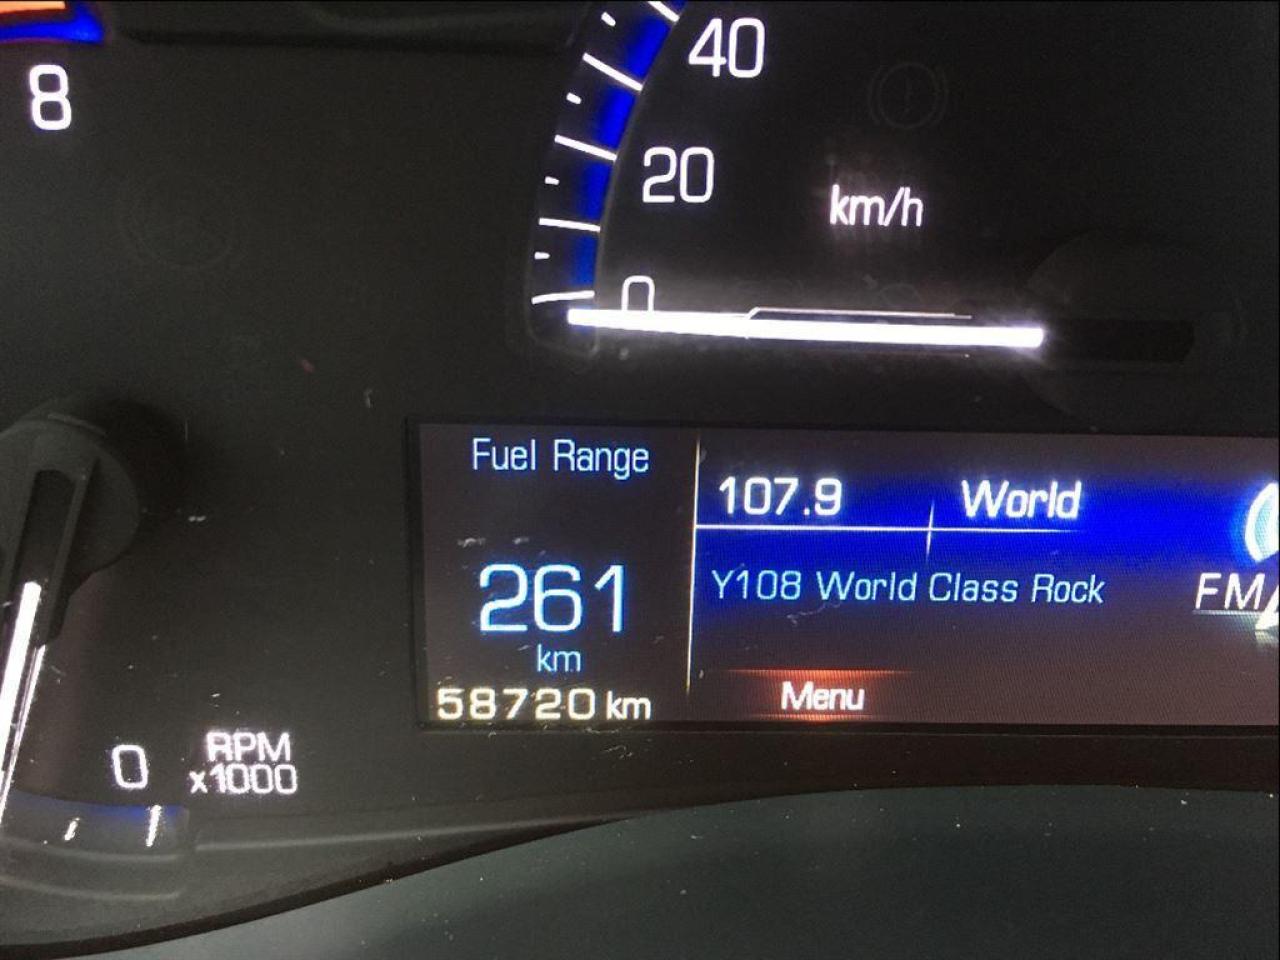 8
40
20
km/h
0
Fuel Range
261
km
58720 km
107.9 World
Y108 World Class Rock
FM
Menu
0 RPM
x1000